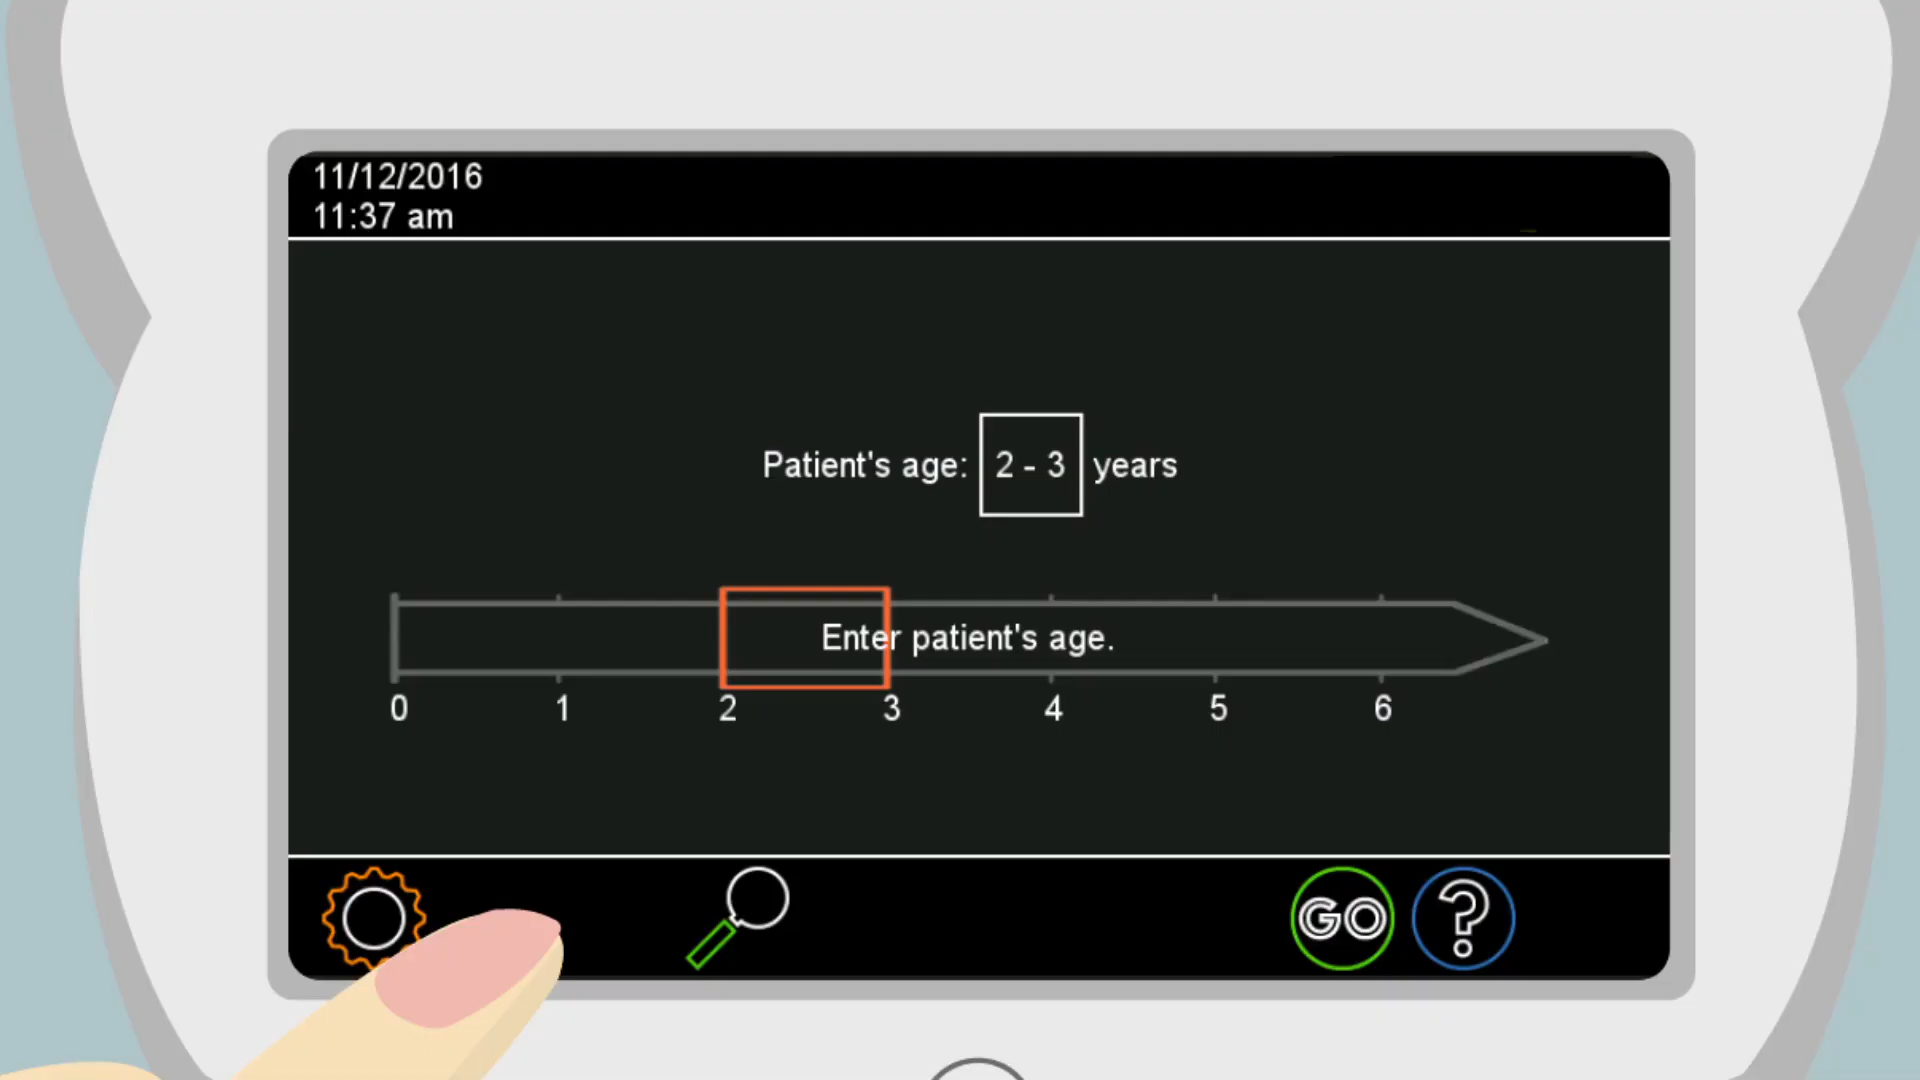 11/12/2016
11:37 am
Patient's age: 2 - 3 years
Enter patient's age.
0 1 2 3 4 5 6
GO ?